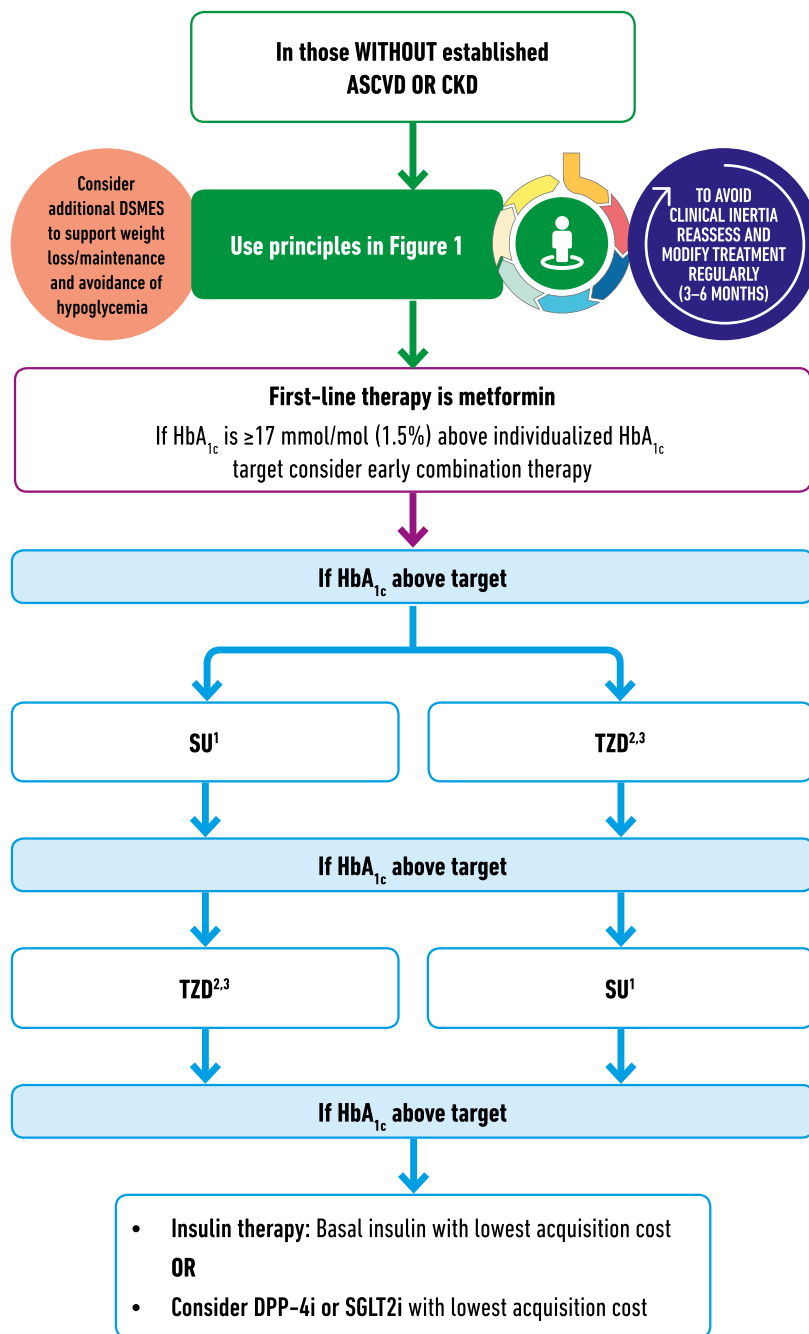 In those WITHOUT established
ASCVD OR CKD
Consider
additional DSMES
to support weight
loss/maintenance
and avoidance of
hypoglycemia
Use principles in Figure 1
TO AVOID
CLINICAL INERTIA
REASSESS AND
MODIFY TREATMENT
REGULARLY
(3–6 MONTHS)
First-line therapy is metformin
If HbA1c is ≥17 mmol/mol (1.5%) above individualized HbA1c
target consider early combination therapy
If HbA1c above target
SU1
TZD2,3
If HbA1c above target
TZD2,3
SU1
If HbA1c above target
• Insulin therapy: Basal insulin with lowest acquisition cost
OR
• Consider DPP-4i or SGLT2i with lowest acquisition cost